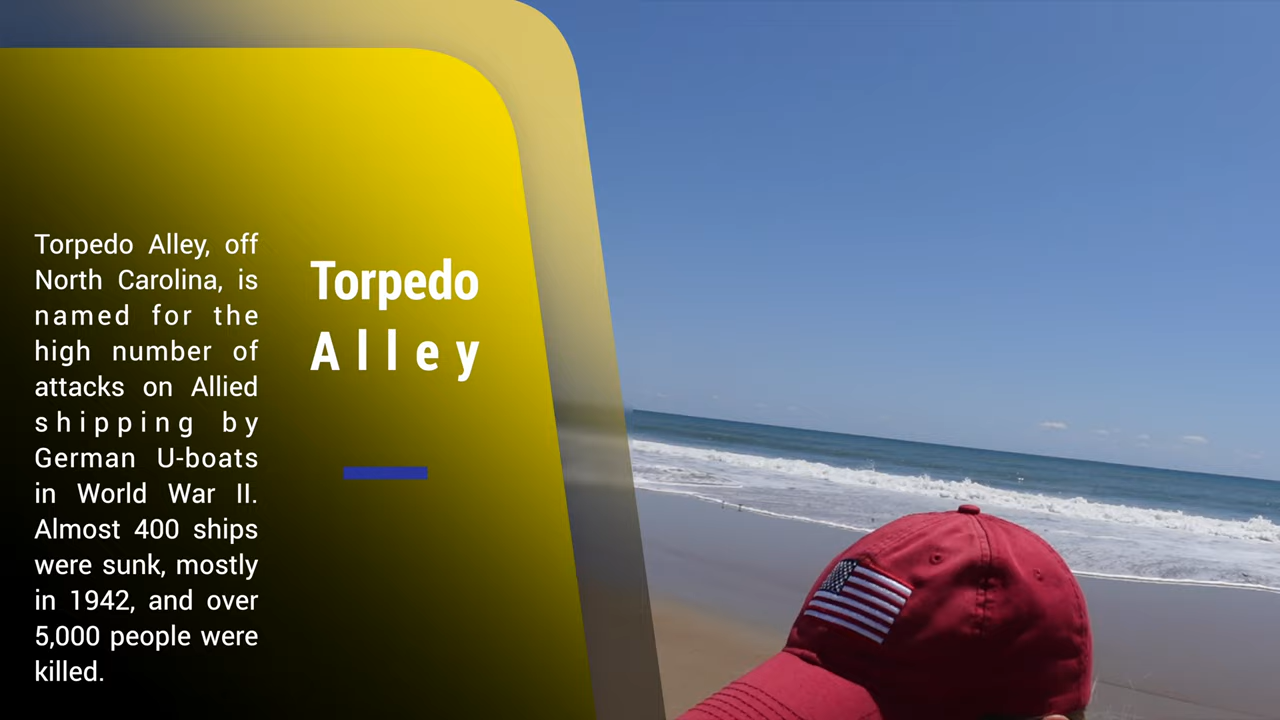 Torpedo
Alley
Torpedo Alley, off
North Carolina, is
named for the
high number of
attacks on Allied
shipping by
German U-boats
in World War II.
Almost 400 ships
were sunk, mostly
in 1942, and over
5,000 people were
killed.